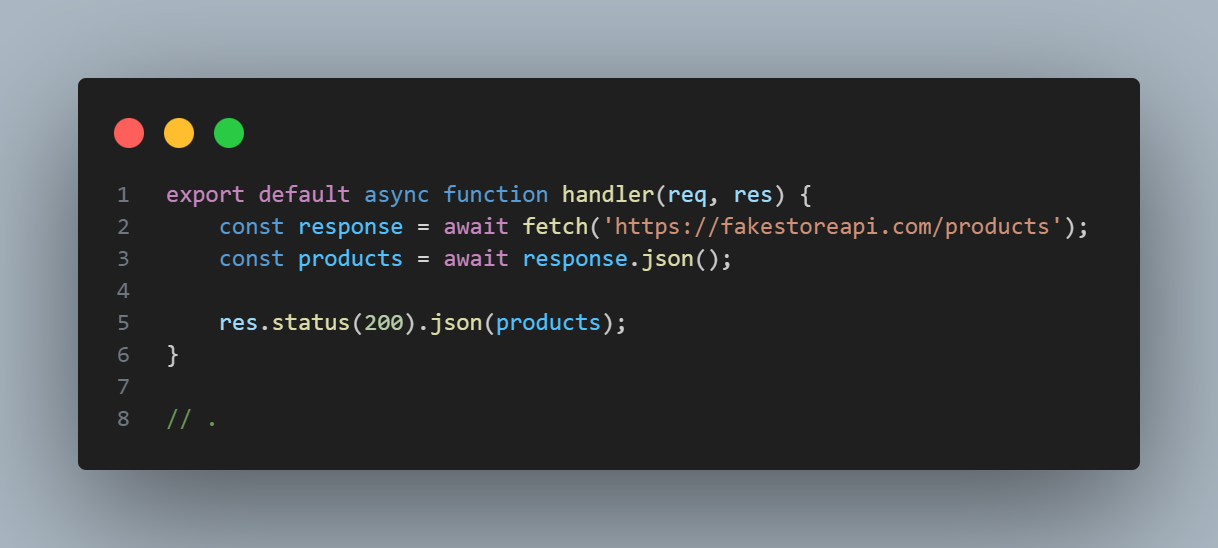 1 export default async function handler(req, res) {
2     const response = await fetch('https://fakestoreapi.com/products');
3     const products = await response.json();
4
5     res.status(200).json(products);
6 }
7
8 // .